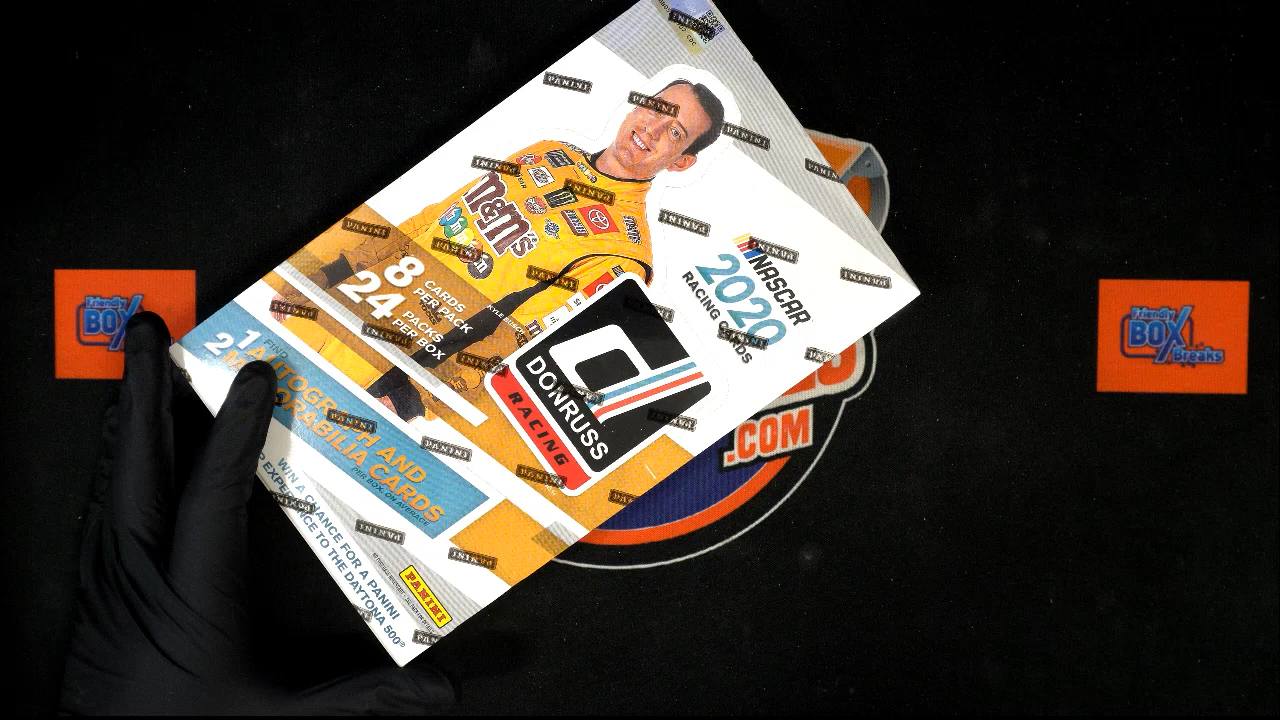 PANINI
M&M's
TOYOTA
NASCAR
2020
RACING CARDS
8 CARDS PER PACK
24 PACKS PER BOX
DONRUSS
RACING
FIND
1 AUTOGRAPH AND
2 MEMORABILIA CARDS
PER BOX, ON AVERAGE
WIN A CHANCE FOR A PANINI
VIP EXPERIENCE TO THE DAYTONA 500®
PANINI
.COM
Friendly
BOX
Friendly
BOX
Breaks